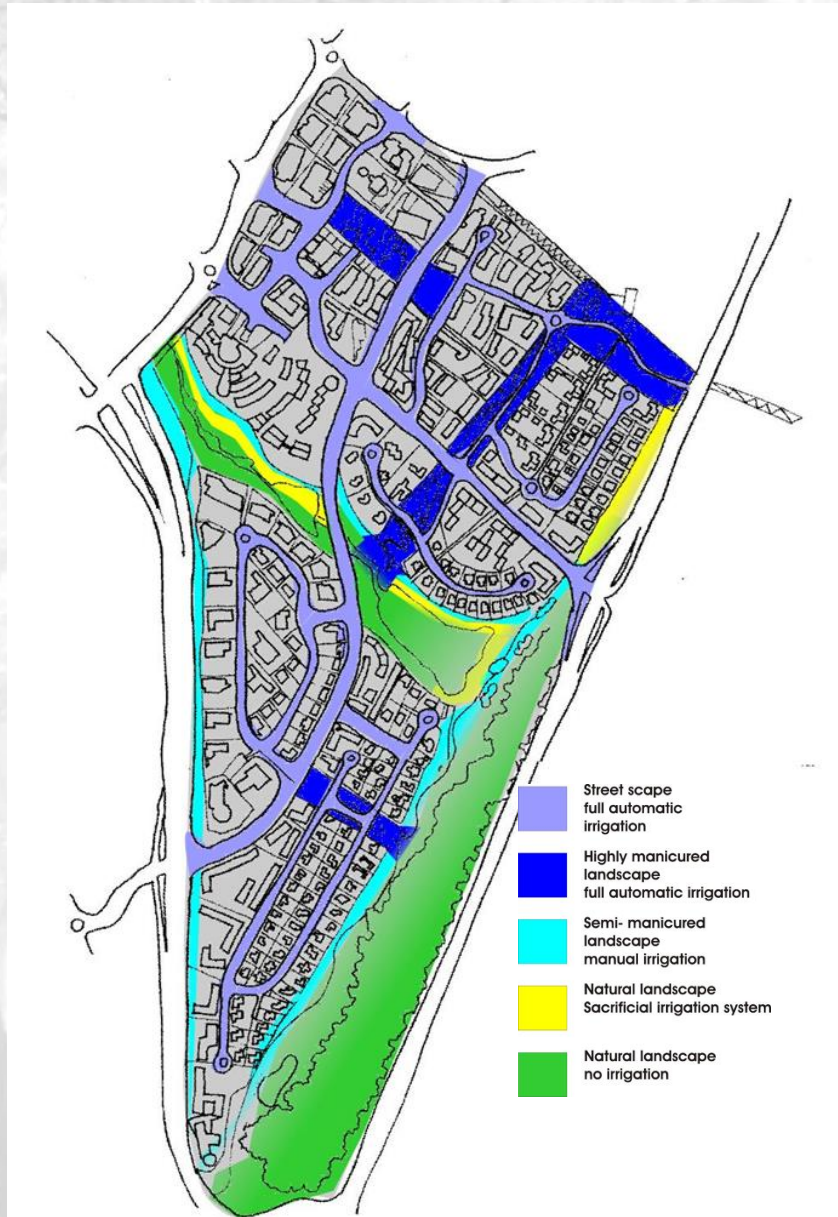 Street scape
full automatic
irrigation
Highly manicured
landscape
full automatic irrigation
Semi- manicured
landscape
manual irrigation
Natural landscape
Sacrificial irrigation system
Natural landscape
no irrigation